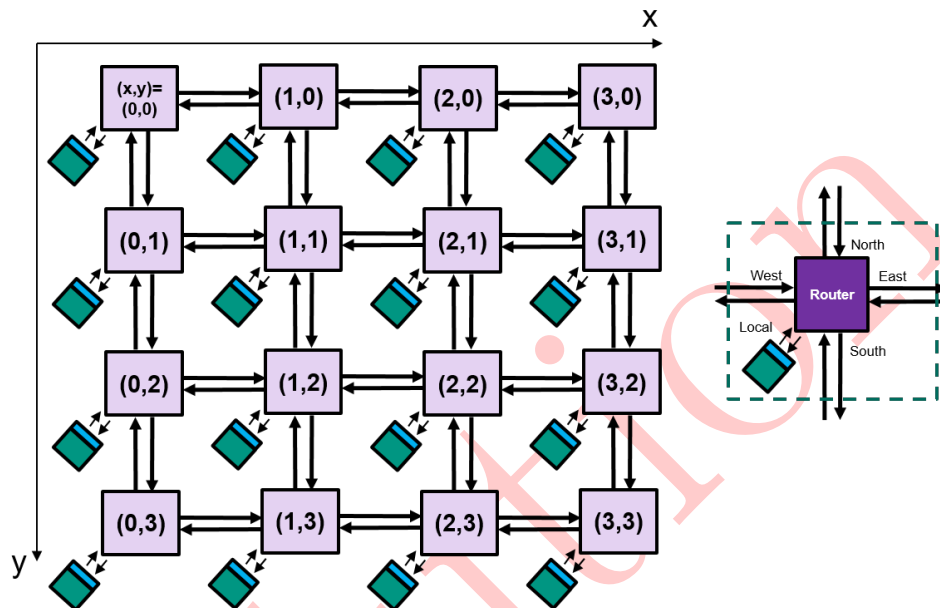 x
(x,y)=
(0,0)
(1,0)
(2,0)
(3,0)
(0,1)
(1,1)
(2,1)
(3,1)
North
West
East
Router
Local
South
(0,2)
(1,2)
(2,2)
(3,2)
(0,3)
(1,3)
(2,3)
(3,3)
y